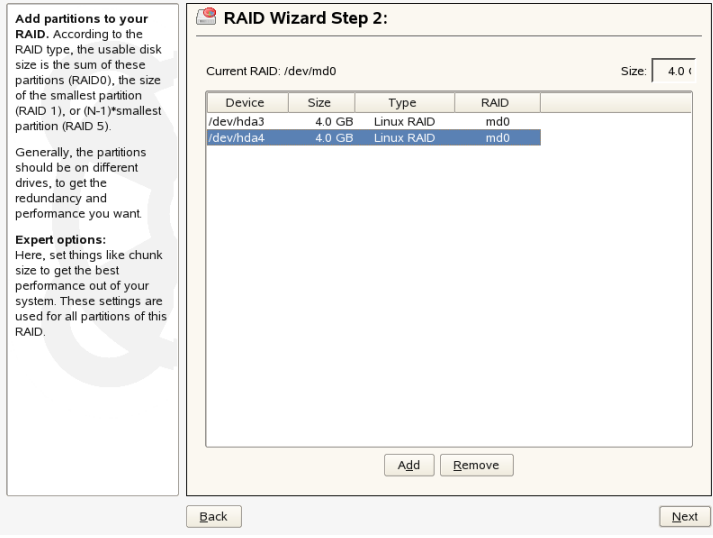 Add partitions to your
RAID. According to the
RAID type, the usable disk
size is the sum of these
partitions (RAID0), the size
of the smallest partition
(RAID 1), or (N-1)*smallest
partition (RAID 5).
Generally, the partitions
should be on different
drives, to get the
redundancy and
performance you want.
Expert options:
Here, set things like chunk
size to get the best
performance out of your
system. These settings are
used for all partitions of this
RAID.
RAID Wizard Step 2:
Current RAID: /dev/md0 Size: 4.0
Device Size Type RAID
/dev/hda3 4.0 GB Linux RAID md0
/dev/hda4 4.0 GB Linux RAID md0
Add Remove
Back Next